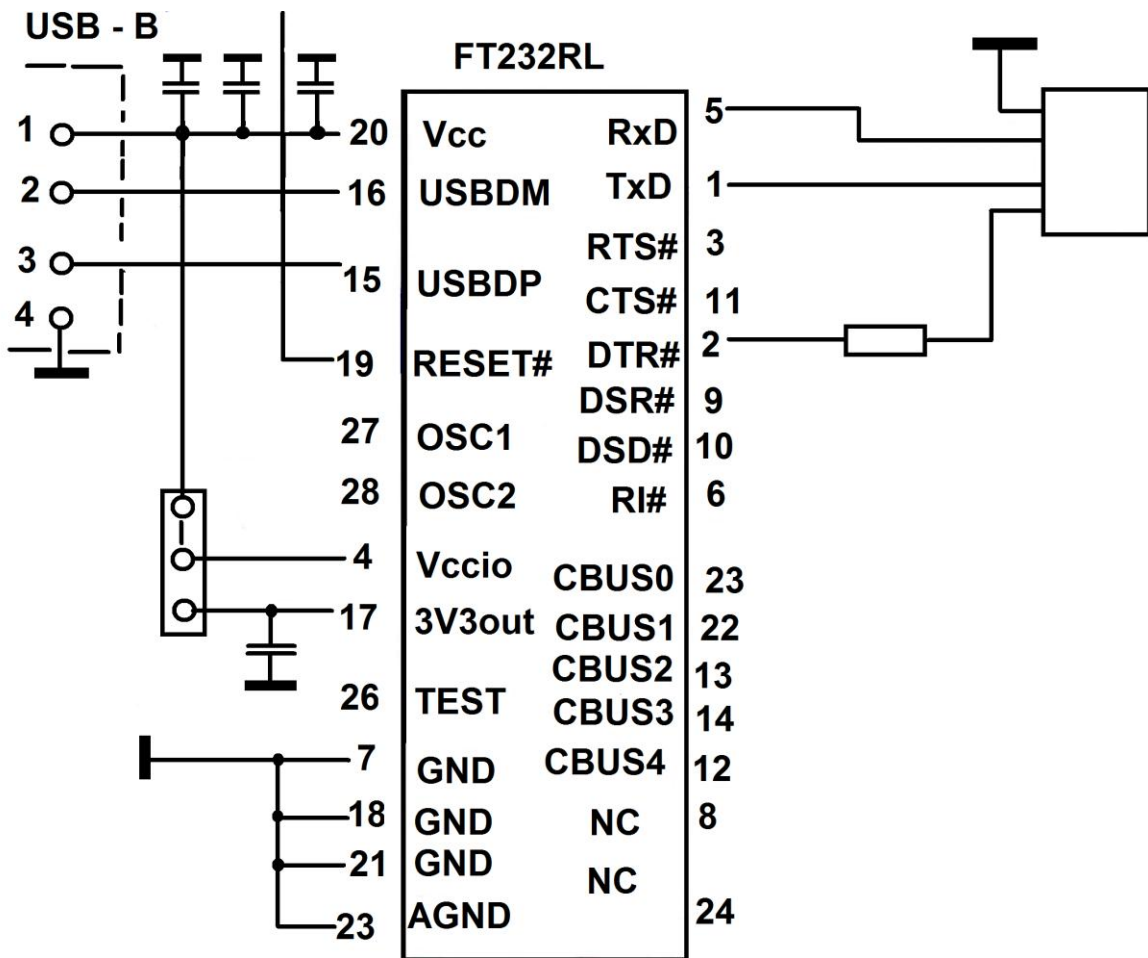 USB - B
FT232RL
1
20
Vcc
RxD
5
2
16
USBDM
TxD
1
3
15
USBDP
RTS#
3
4
CTS#
11
19
RESET#
DTR#
2
DSR#
9
27
OSC1
DSD#
10
28
OSC2
RI#
6
4
Vccio
CBUS0
23
17
3V3out
CBUS1
22
CBUS2
13
26
TEST
CBUS3
14
7
GND
CBUS4
12
18
GND
NC
8
21
GND
NC
23
AGND
24